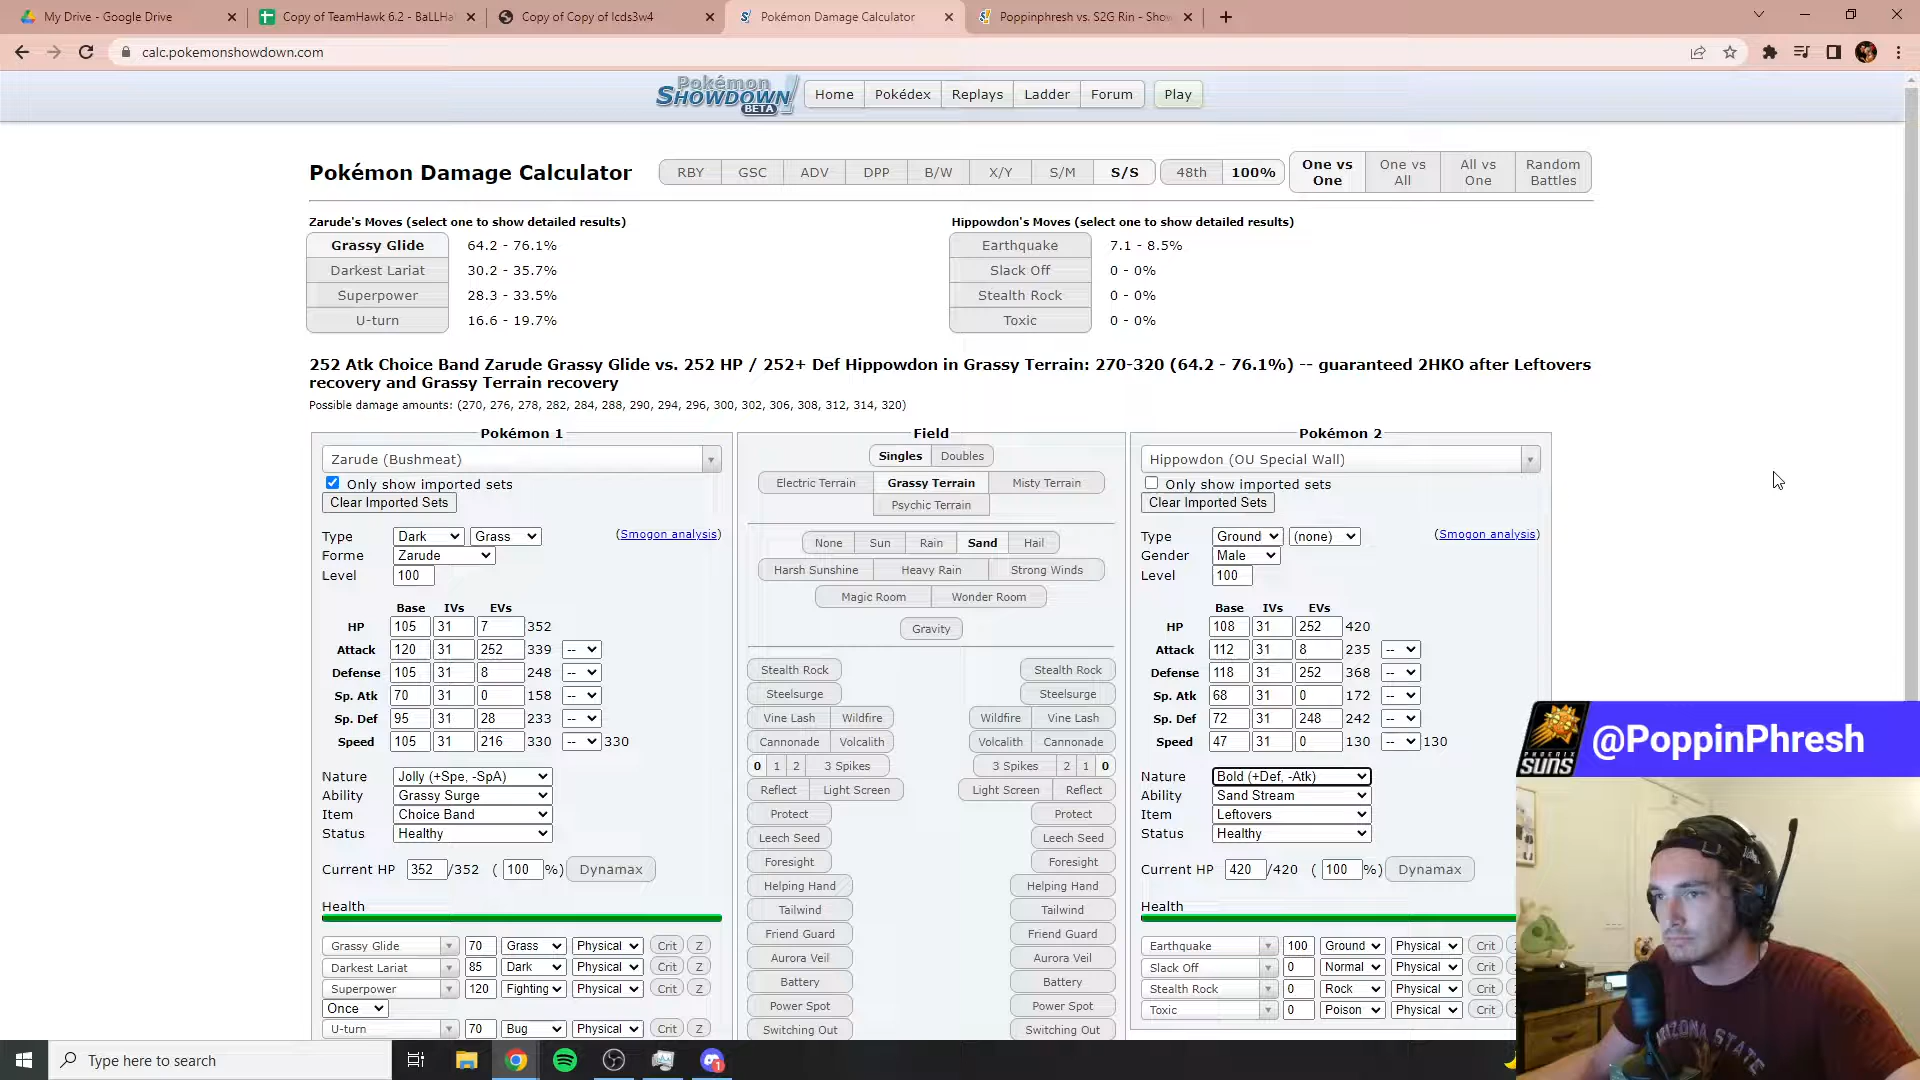 My Drive - Google Drive
Copy of TeamHawk 6.2 - BaLLHa
Copy of Copy of lcds3w4
Pokémon Damage Calculator
Poppinphresh vs. S2G Rin - Show
calc.pokemonshowdown.com
Pokémon SHOWDOWN! BETA
Home Pokédex Replays Ladder Forum Play
Pokémon Damage Calculator
RBY GSC ADV DPP B/W X/Y S/M S/S 48th 100%
One vs One
One vs All
All vs One
Random Battles
Zarude's Moves (select one to show detailed results)
Grassy Glide 64.2 - 76.1%
Darkest Lariat 30.2 - 35.7%
Superpower 28.3 - 33.5%
U-turn 16.6 - 19.7%
Hippowdon's Moves (select one to show detailed results)
Earthquake 7.1 - 8.5%
Slack Off 0 - 0%
Stealth Rock 0 - 0%
Toxic 0 - 0%
252 Atk Choice Band Zarude Grassy Glide vs. 252 HP / 252+ Def Hippowdon in Grassy Terrain: 270-320 (64.2 - 76.1%) -- guaranteed 2HKO after Leftovers
recovery and Grassy Terrain recovery
Possible damage amounts: (270, 276, 278, 282, 284, 288, 290, 294, 296, 300, 302, 306, 308, 312, 314, 320)
Pokémon 1
Zarude (Bushmeat)
Only show imported sets
Clear Imported Sets
Type Dark Grass (Smogon analysis)
Forme Zarude
Level 100
Base IVs EVs
HP 105 31 7 352
Attack 120 31 252 339 --
Defense 105 31 8 248 --
Sp. Atk 70 31 0 158 --
Sp. Def 95 31 28 233 --
Speed 105 31 216 330 -- 330
Nature Jolly (+Spe, -SpA)
Ability Grassy Surge
Item Choice Band
Status Healthy
Current HP 352 /352 ( 100 %) Dynamax
Health
Grassy Glide 70 Grass Physical Crit Z
Darkest Lariat 85 Dark Physical Crit Z
Superpower 120 Fighting Physical Crit Z
Once
U-turn 70 Bug Physical Crit Z
Field
Singles Doubles
Electric Terrain Grassy Terrain Misty Terrain
Psychic Terrain
None Sun Rain Sand Hail
Harsh Sunshine Heavy Rain Strong Winds
Magic Room Wonder Room
Gravity
Stealth Rock Stealth Rock
Steelsurge Steelsurge
Vine Lash Wildfire Wildfire Vine Lash
Cannonade Volcalith Volcalith Cannonade
0 1 2 3 Spikes 3 Spikes 2 1 0
Reflect Light Screen Light Screen Reflect
Protect Protect
Leech Seed Leech Seed
Foresight Foresight
Helping Hand Helping Hand
Tailwind Tailwind
Friend Guard Friend Guard
Aurora Veil Aurora Veil
Battery Battery
Power Spot Power Spot
Switching Out Switching Out
Pokémon 2
Hippowdon (OU Special Wall)
Only show imported sets
Clear Imported Sets
Type Ground (none) (Smogon analysis)
Gender Male
Level 100
Base IVs EVs
HP 108 31 252 420
Attack 112 31 8 235 --
Defense 118 31 252 368 --
Sp. Atk 68 31 0 172 --
Sp. Def 72 31 248 242 --
Speed 47 31 0 130 -- 130
Nature Bold (+Def, -Atk)
Ability Sand Stream
Item Leftovers
Status Healthy
Current HP 420 /420 ( 100 %) Dynamax
Health
Earthquake 100 Ground Physical Crit
Slack Off 0 Normal Physical Crit
Stealth Rock 0 Rock Physical Crit
Toxic 0 Poison Physical Crit
PHOENIX
SUNS
@PoppinPhresh
ARIZONA STATE
Type here to search
1